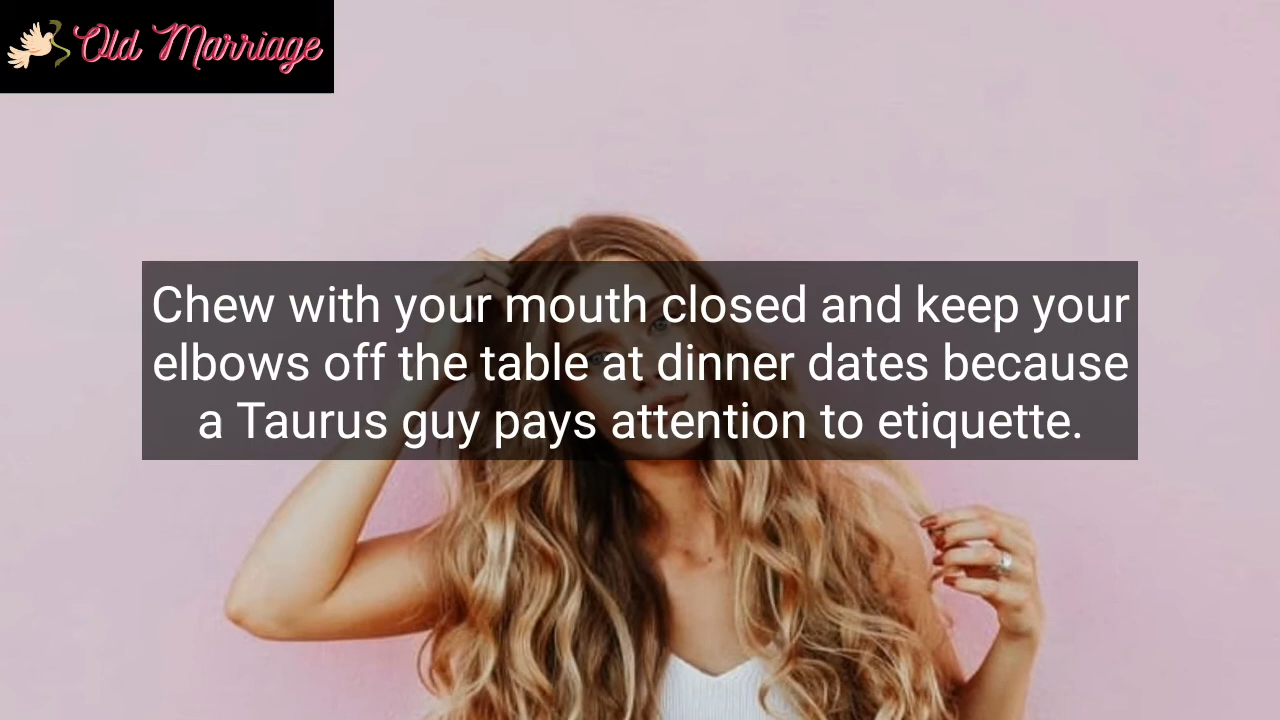 Old Marriage
Chew with your mouth closed and keep your
elbows off the table at dinner dates because
a Taurus guy pays attention to etiquette.